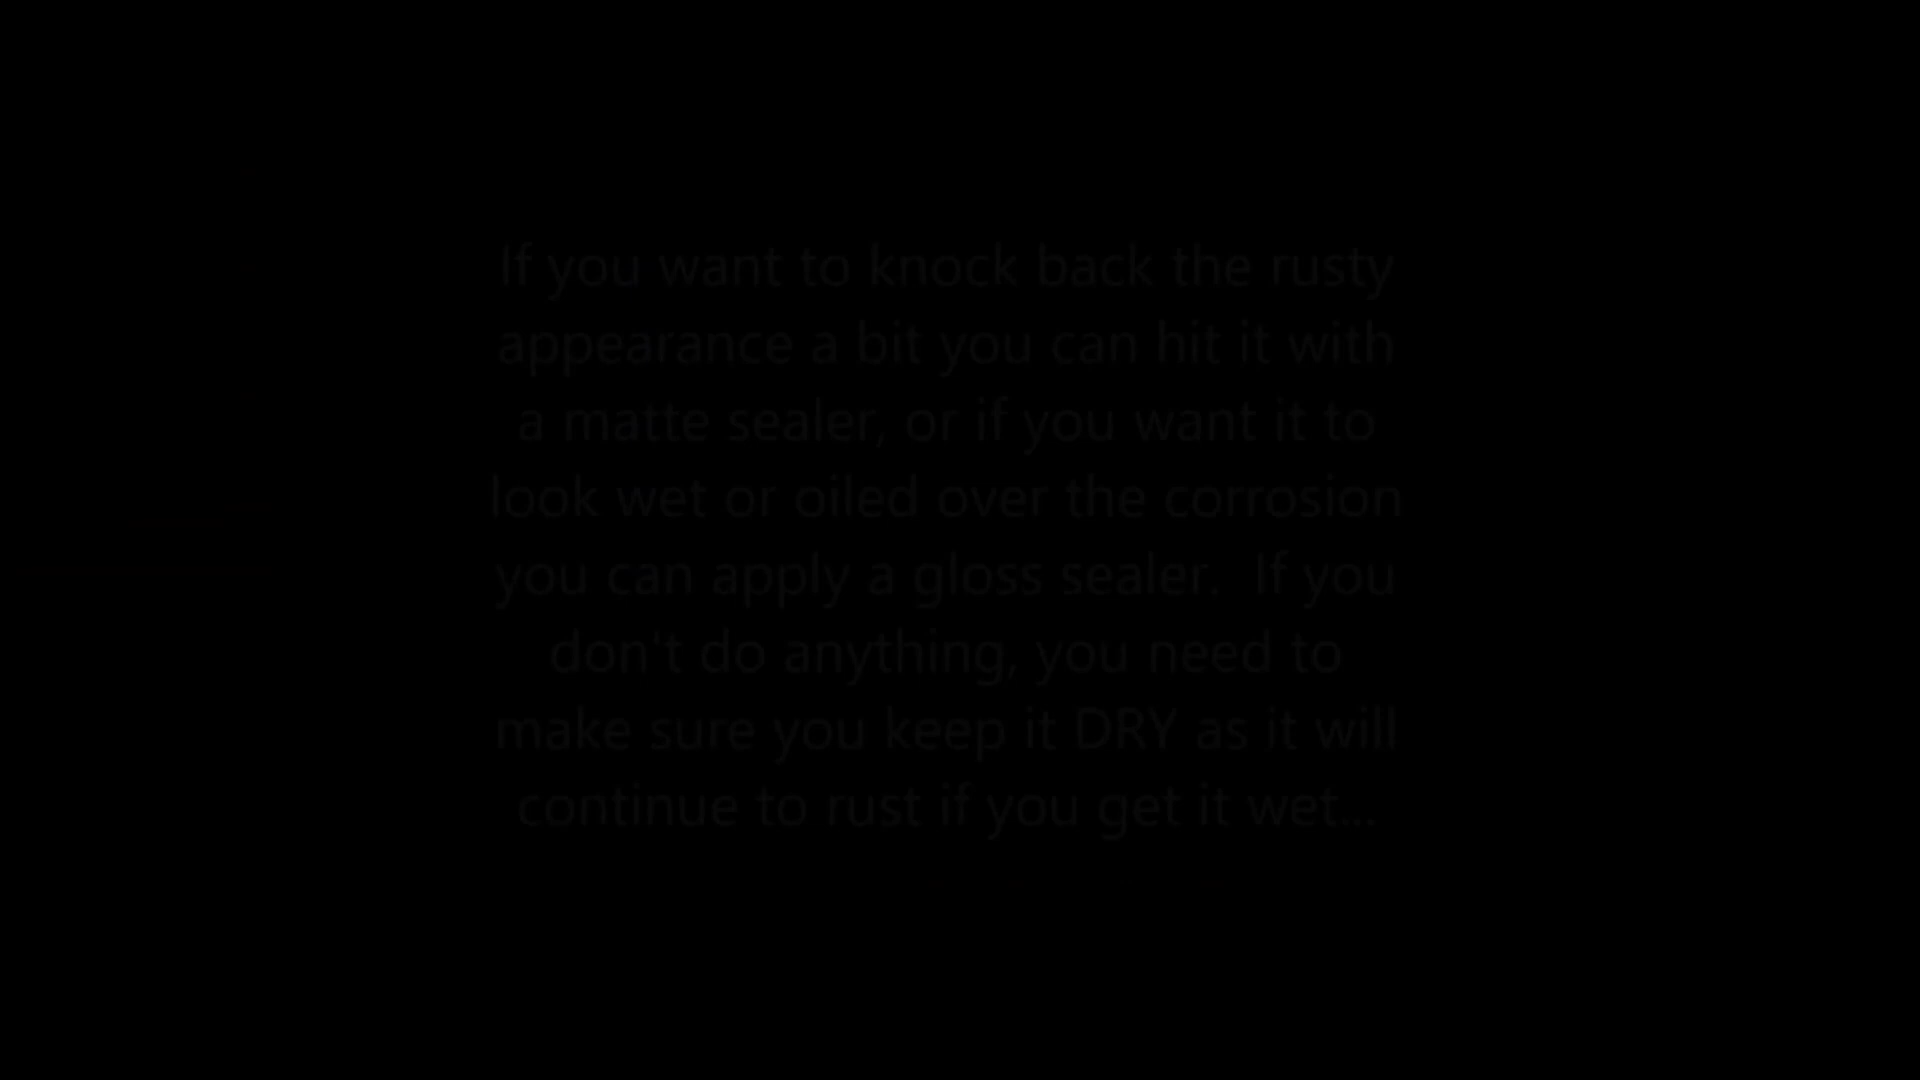 If you want to knock back the rusty
appearance a bit you can hit it with
a matte sealer, or if you want it to
look wet or oiled over the corrosion
you can apply a gloss sealer.  If you
don't do anything, you need to
make sure you keep it DRY as it will
continue to rust if you get it wet...